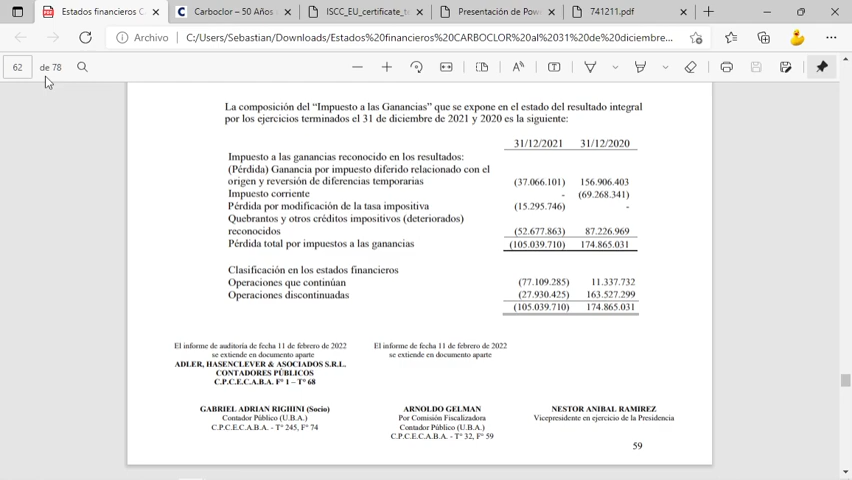 Estados financieros C
Carboclor – 50 Años
ISCC_EU_certificate_t
Presentación de Pow
741211.pdf
Archivo
C:/Users/Sebastian/Downloads/Estados%20financieros%20CARBOCLOR%20al%2031%20de%20diciembre...
62 de 78
La composición del “Impuesto a las Ganancias” que se expone en el estado del resultado integral
por los ejercicios terminados el 31 de diciembre de 2021 y 2020 es la siguiente:
31/12/2021 31/12/2020
Impuesto a las ganancias reconocido en los resultados:
(Pérdida) Ganancia por impuesto diferido relacionado con el
origen y reversión de diferencias temporarias (37.066.101) 156.906.403
Impuesto corriente - (69.268.341)
Pérdida por modificación de la tasa impositiva (15.295.746) -
Quebrantos y otros créditos impositivos (deteriorados)
reconocidos (52.677.863) 87.226.969
Pérdida total por impuestos a las ganancias (105.039.710) 174.865.031
Clasificación en los estados financieros
Operaciones que continúan (77.109.285) 11.337.732
Operaciones discontinuadas (27.930.425) 163.527.299
(105.039.710) 174.865.031
El informe de auditoría de fecha 11 de febrero de 2022
se extiende en documento aparte
ADLER, HASENCLEVER & ASOCIADOS S.R.L.
CONTADORES PÚBLICOS
C.P.C.E.C.A.B.A. Fº 1 – Tº 68
El informe de fecha 11 de febrero de 2022
se extiende en documento aparte
GABRIEL ADRIAN RIGHINI (Socio)
Contador Público (U.B.A.)
C.P.C.E.C.A.B.A. - Tº 245, Fº 74
ARNOLDO GELMAN
Por Comisión Fiscalizadora
Contador Público (U.B.A.)
C.P.C.E.C.A.B.A. - Tº 32, Fº 59
NESTOR ANIBAL RAMIREZ
Vicepresidente en ejercicio de la Presidencia
59